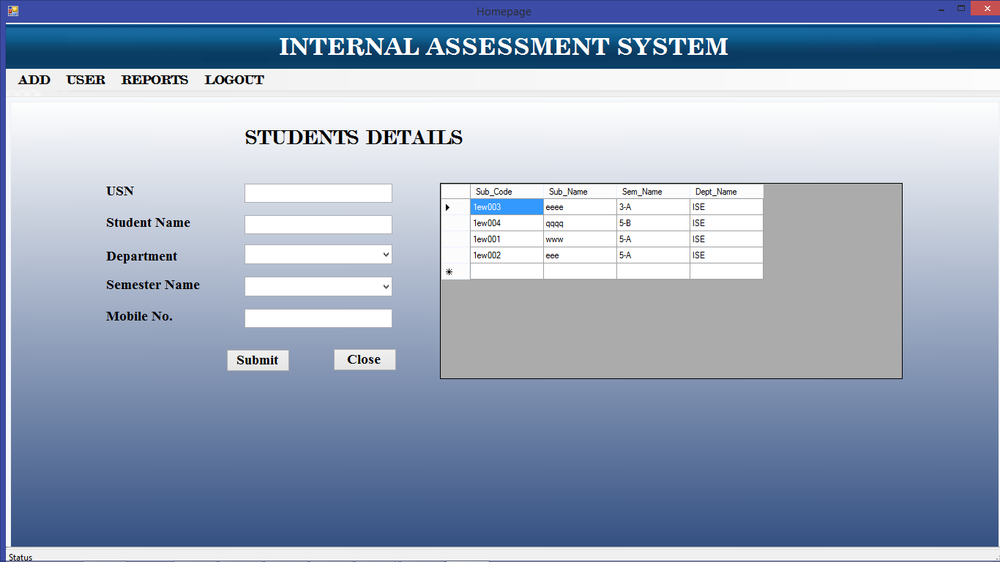 Homepage
INTERNAL ASSESSMENT SYSTEM
ADD USER REPORTS LOGOUT
STUDENTS DETAILS
USN
Student Name
Department
Semester Name
Mobile No.
Submit Close
Sub_Code Sub_Name Sem_Name Dept_Name
1ew003 eeee 3-A ISE
1ew004 qqqq 5-B ISE
1ew001 www 5-A ISE
1ew002 eee 5-A ISE
Status